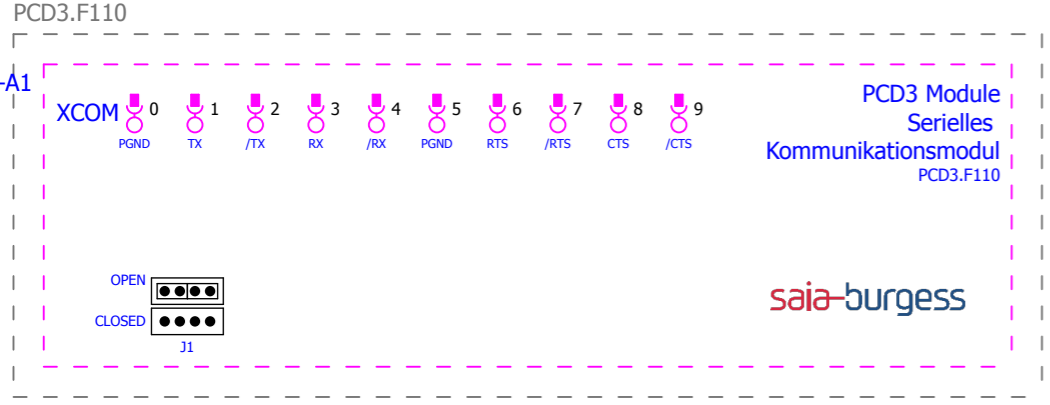 PCD3.F110
-A1
XCOM 0 1 2 3 4 5 6 7 8 9
PGND TX /TX RX /RX PGND RTS /RTS CTS /CTS
PCD3 Module
Serielles
Kommunikationsmodul
PCD3.F110
OPEN
CLOSED
J1
saia-burgess